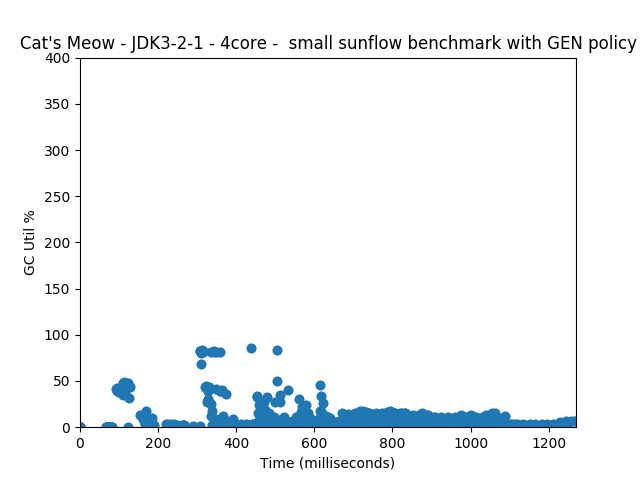 Cat's Meow - JDK3-2-1 - 4core -  small sunflow benchmark with GEN policy
400
350
300
250
200
150
100
50
0
GC Util %
0 200 400 600 800 1000 1200
Time (milliseconds)